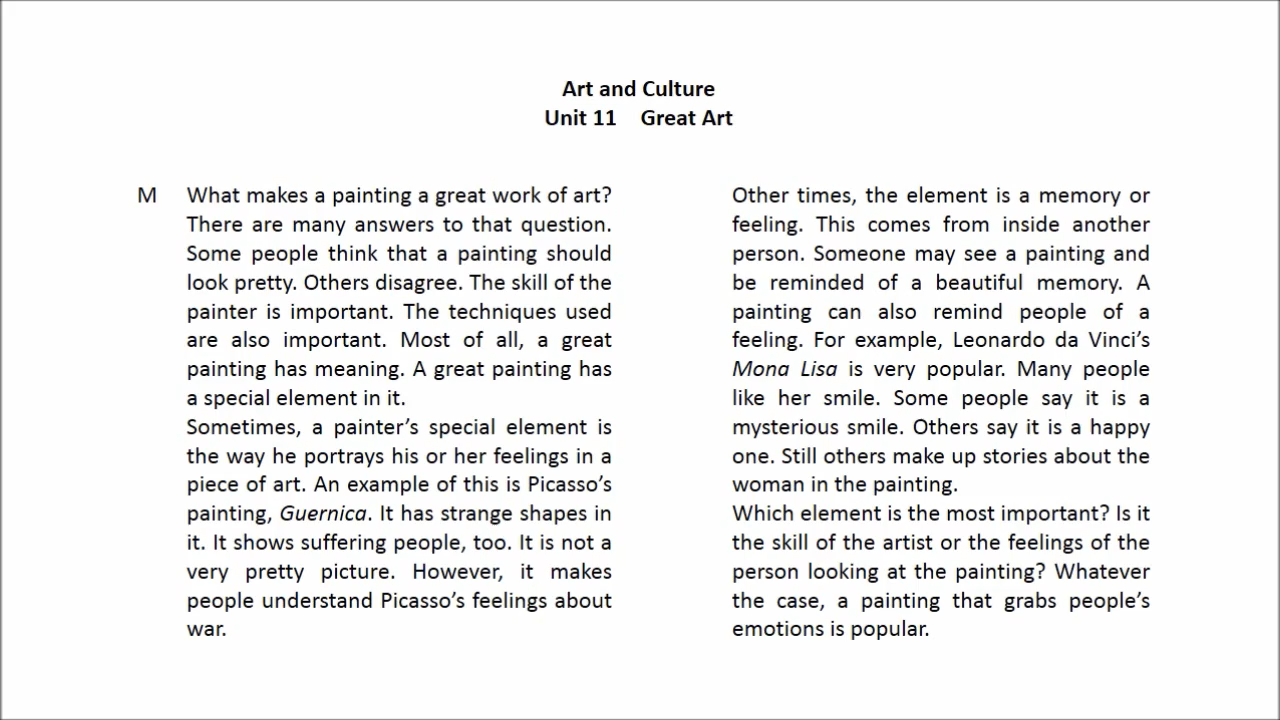 Art and Culture
Unit 11 Great Art
M What makes a painting a great work of art?
There are many answers to that question.
Some people think that a painting should
look pretty. Others disagree. The skill of the
painter is important. The techniques used
are also important. Most of all, a great
painting has meaning. A great painting has
a special element in it.
Sometimes, a painter’s special element is
the way he portrays his or her feelings in a
piece of art. An example of this is Picasso’s
painting, Guernica. It has strange shapes in
it. It shows suffering people, too. It is not a
very pretty picture. However, it makes
people understand Picasso’s feelings about
war.
Other times, the element is a memory or
feeling. This comes from inside another
person. Someone may see a painting and
be reminded of a beautiful memory. A
painting can also remind people of a
feeling. For example, Leonardo da Vinci’s
Mona Lisa is very popular. Many people
like her smile. Some people say it is a
mysterious smile. Others say it is a happy
one. Still others make up stories about the
woman in the painting.
Which element is the most important? Is it
the skill of the artist or the feelings of the
person looking at the painting? Whatever
the case, a painting that grabs people’s
emotions is popular.